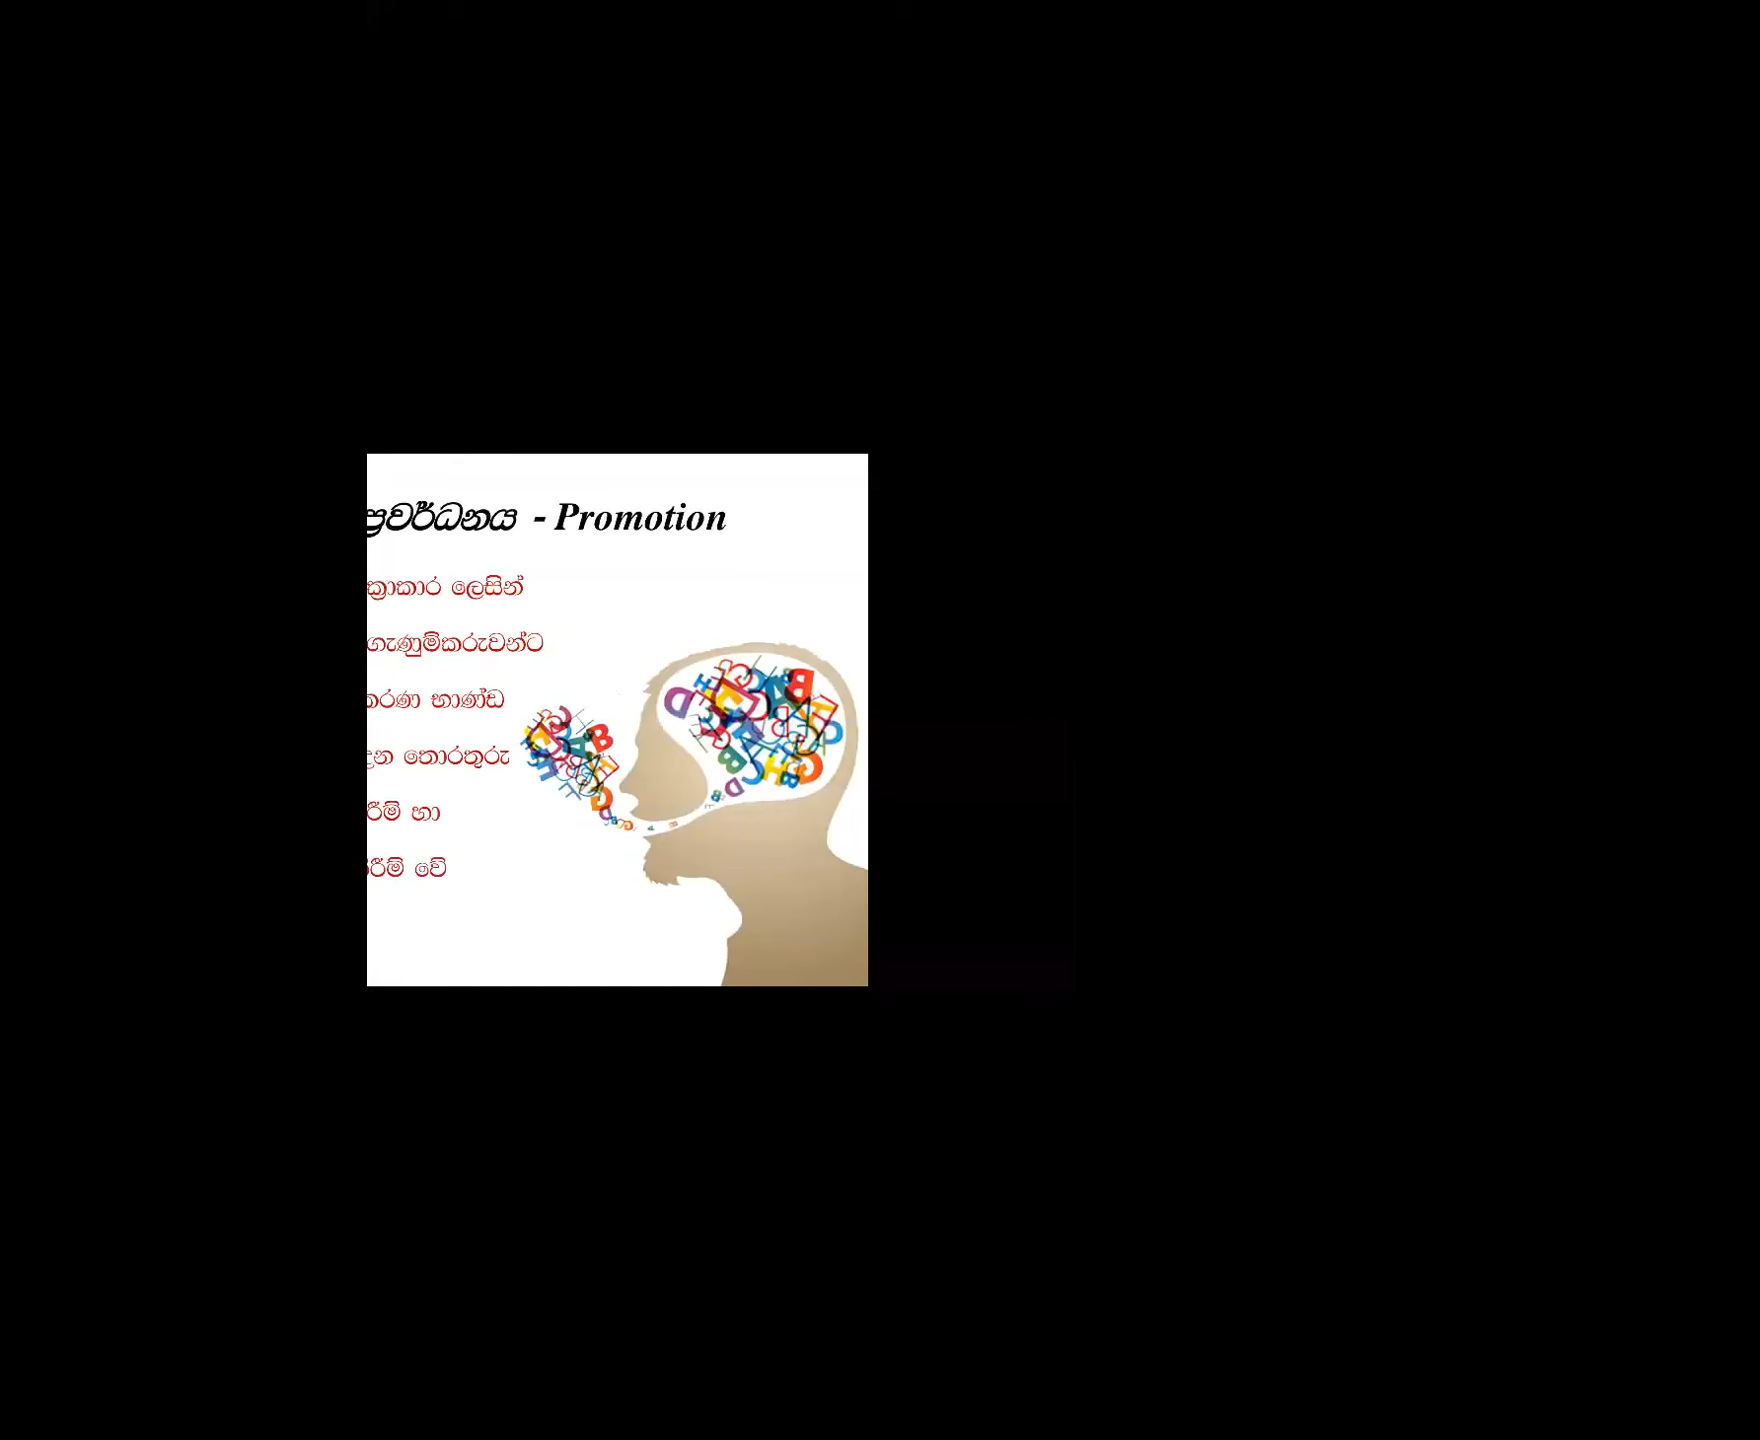 ප්‍රවර්ධනය - Promotion
ලෙසින්
ගැණුම්කරුවන්ට
කරණ භාණ්ඩ
තොරතුරු
හා
වේ